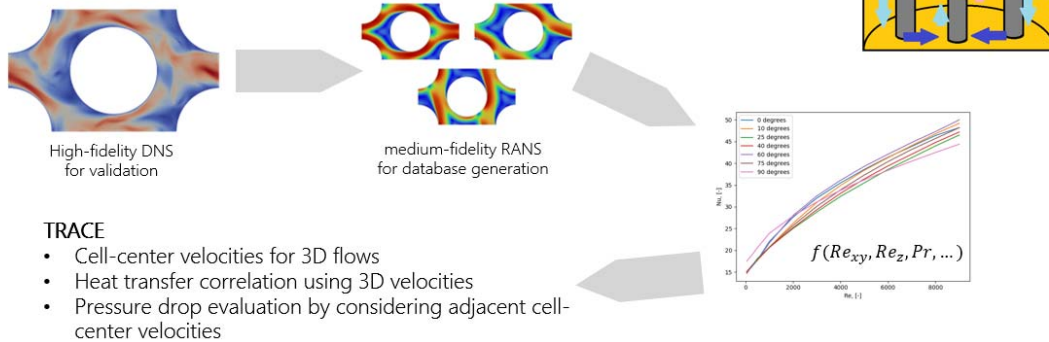 High-fidelity DNS
for validation
medium-fidelity RANS
for database generation
50
45
40
35
30
25
20
15
0 degrees
10 degrees
25 degrees
40 degrees
60 degrees
75 degrees
90 degrees
Nu, [-]
f(Re_xy, Re_z, Pr, ...)
0
2000
4000
6000
8000
Re, [-]
TRACE
• Cell-center velocities for 3D flows
• Heat transfer correlation using 3D velocities
• Pressure drop evaluation by considering adjacent cell-
center velocities